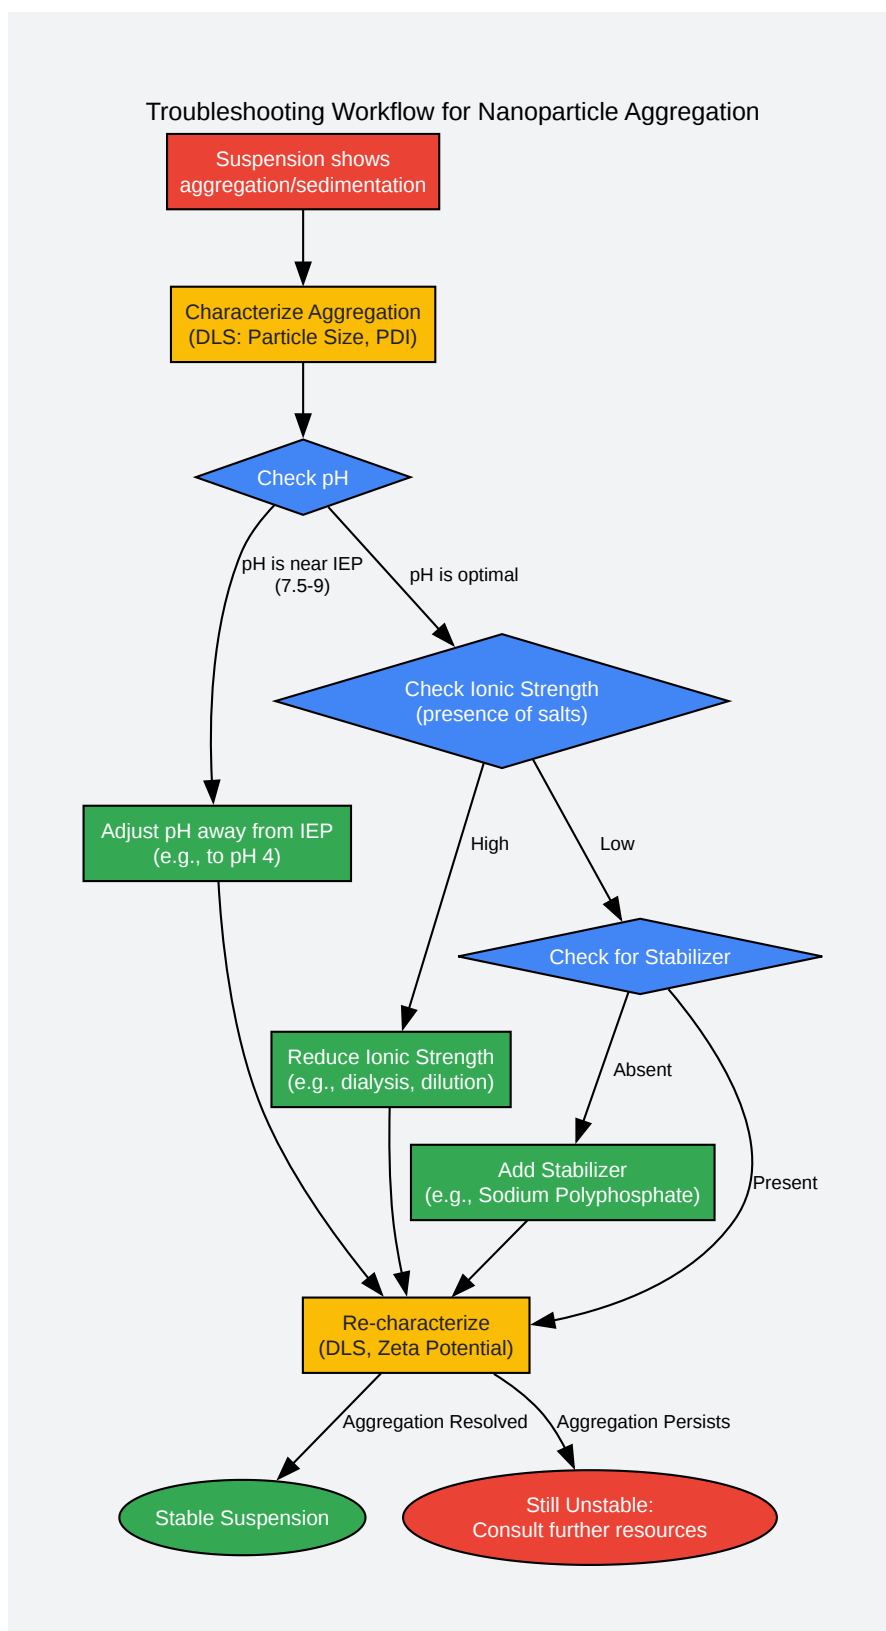 Troubleshooting Workflow for Nanoparticle Aggregation
Suspension shows
aggregation/sedimentation
Characterize Aggregation
(DLS: Particle Size, PDI)
Check pH
pH is near IEP
(7.5-9)
pH is optimal
Check Ionic Strength
(presence of salts)
Adjust pH away from IEP
(e.g., to pH 4)
High
Low
Check for Stabilizer
Reduce Ionic Strength
(e.g., dialysis, dilution)
Absent
Add Stabilizer
(e.g., Sodium Polyphosphate)
Present
Re-characterize
(DLS, Zeta Potential)
Aggregation Resolved
Aggregation Persists
Stable Suspension
Still Unstable:
Consult further resources